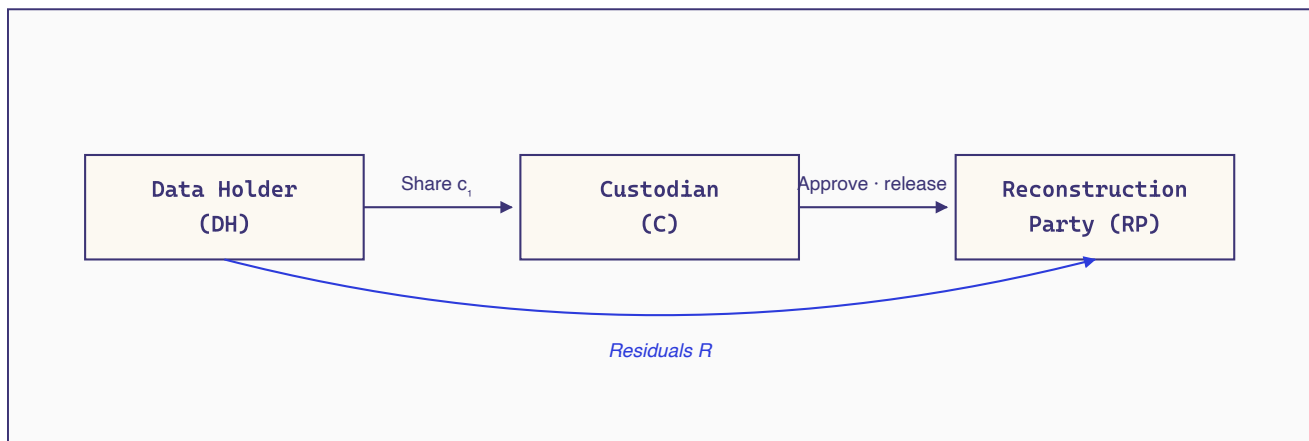 Data Holder
(DH)
Share c₁
Custodian
(C)
Approve · release
Reconstruction
Party (RP)
Residuals R